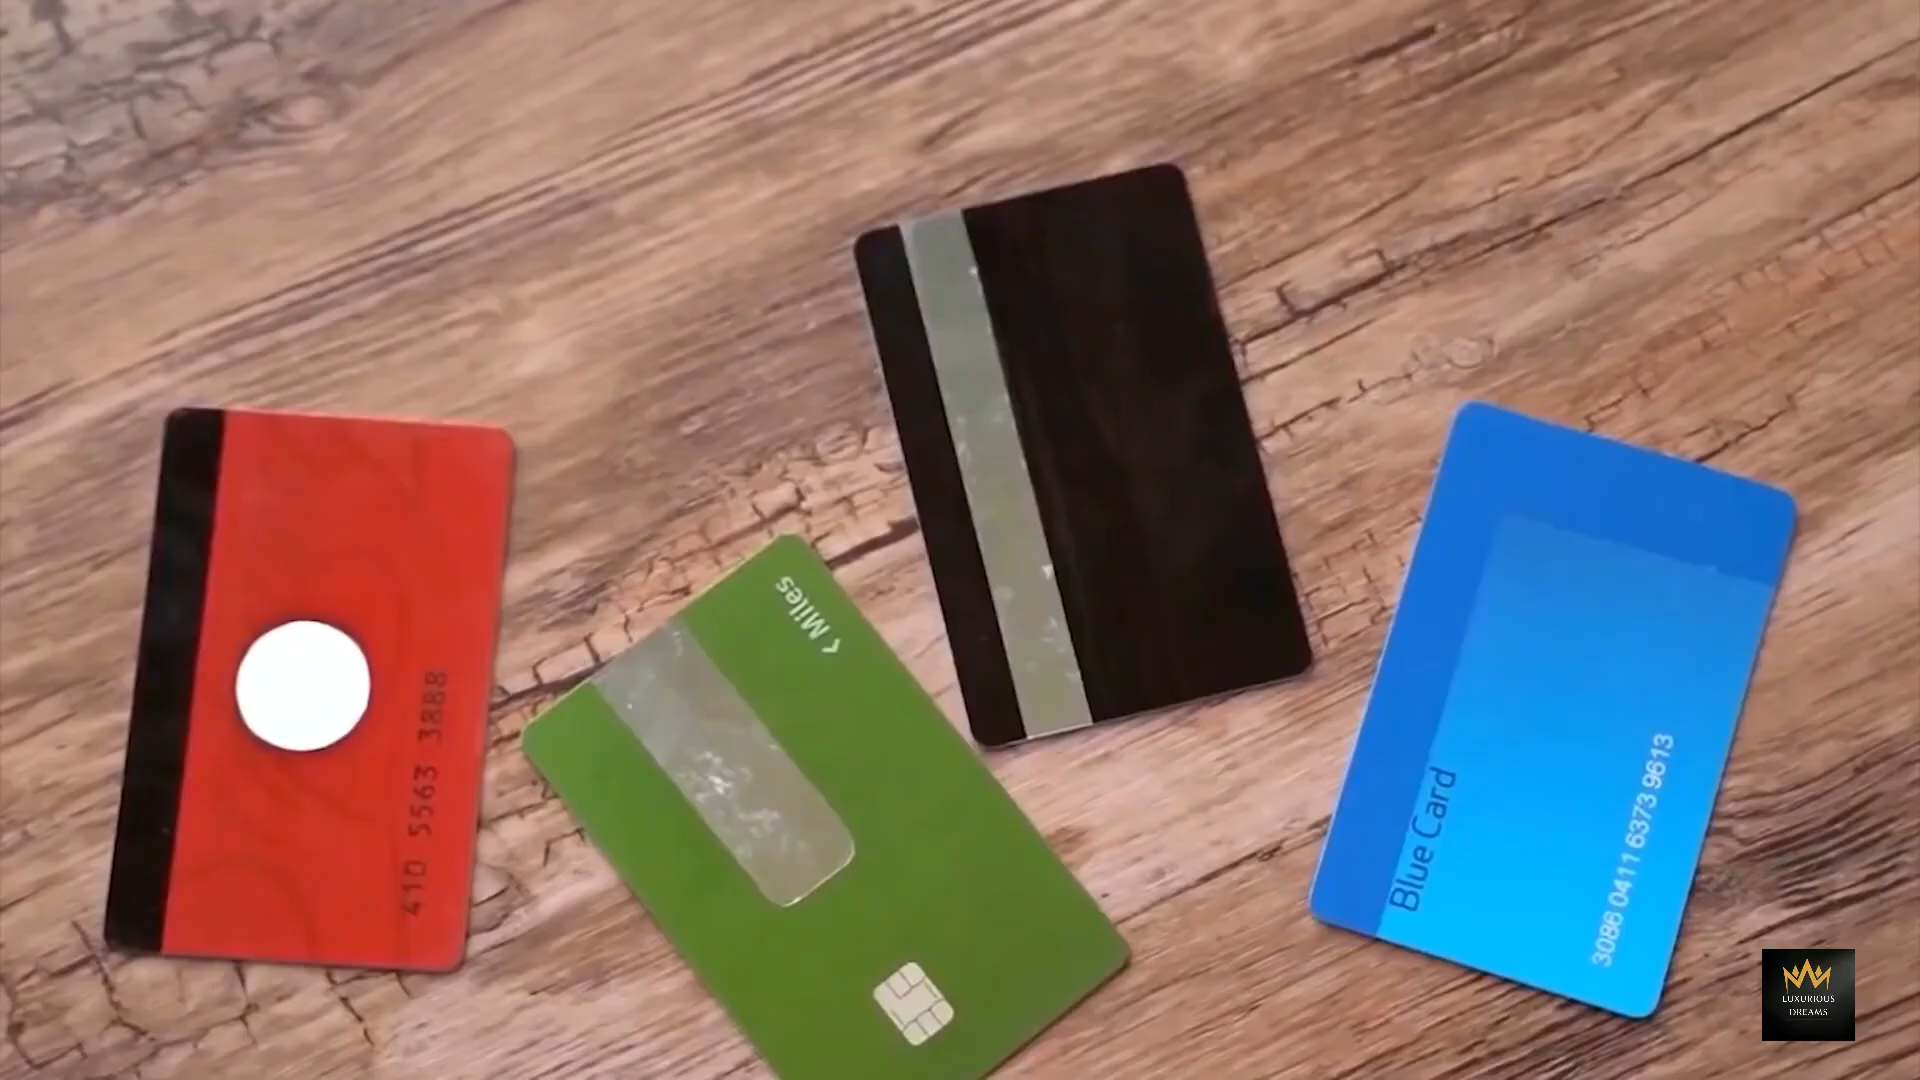 Miles
410 5563 3888
Blue Card
3086 0411 6373 9613
LUXURIOUS
DREAMS